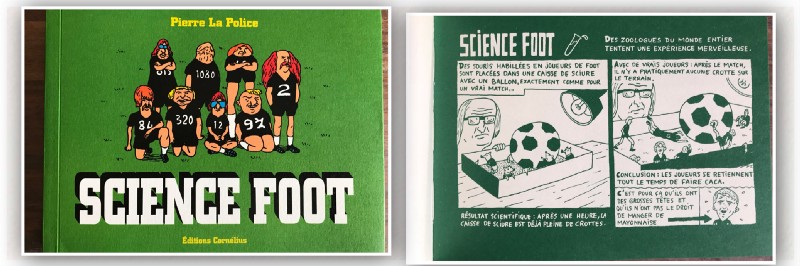 Pierre La Police
013
1080
2
84
320
12
97
SCIENCE FOOT
Éditions Cornélius
SCIENCE FOOT
DES ZOOLOGUES DU MONDE ENTIER
TENTENT UNE EXPÉRIENCE MERVEILLEUSE.
DES SOURIS HABILLÉES EN JOUEURS DE FOOT
SONT PLACÉES DANS UNE CAISSE DE SCIURE
AVEC UN BALLON, EXACTEMENT COMME POUR
UN VRAI MATCH...
RÉSULTAT SCIENTIFIQUE : APRÈS UNE HEURE, LA
CAISSE DE SCIURE EST DÉJÀ PLEINE DE CROTTES.
AVEC DE VRAIS JOUEURS : APRÈS LE MATCH,
IL N'Y A PRATIQUEMENT AUCUNE CROTTE SUR
LE TERRAIN.
CONCLUSION : LES JOUEURS SE RETIENNENT
TOUT LE TEMPS DE FAIRE CACA.
C'EST POUR ÇA QU'ILS ONT
DES GROSSES TÊTES ET
QU'ILS N'ONT PAS LE DROIT
DE MANGER DE
MAYONNAISE